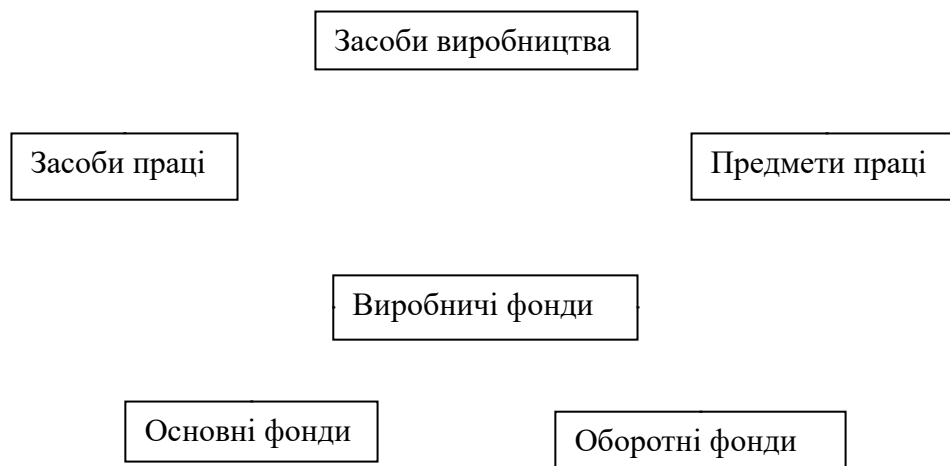 Засоби виробництва
Засоби праці
Предмети праці
Виробничі фонди
Основні фонди
Оборотні фонди